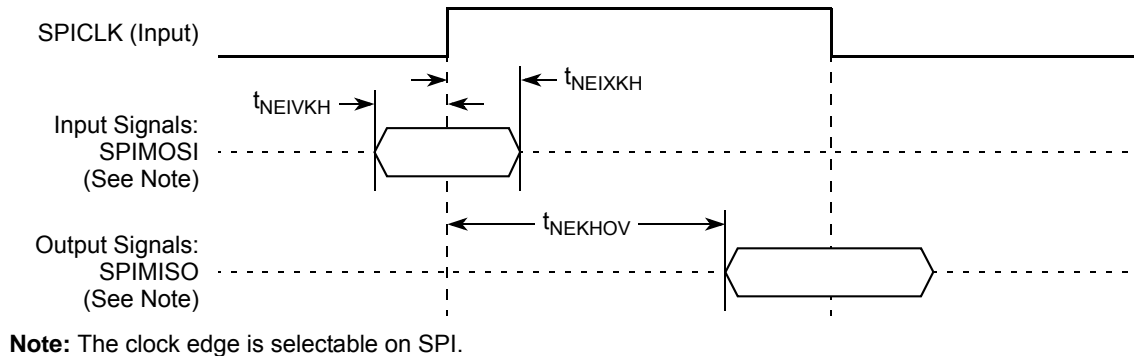 SPICLK (Input)
tNEIXKH
tNEIVKH
Input Signals:
SPIMOSI
(See Note)
tNEKHOV
Output Signals:
SPIMISO
(See Note)
Note: The clock edge is selectable on SPI.